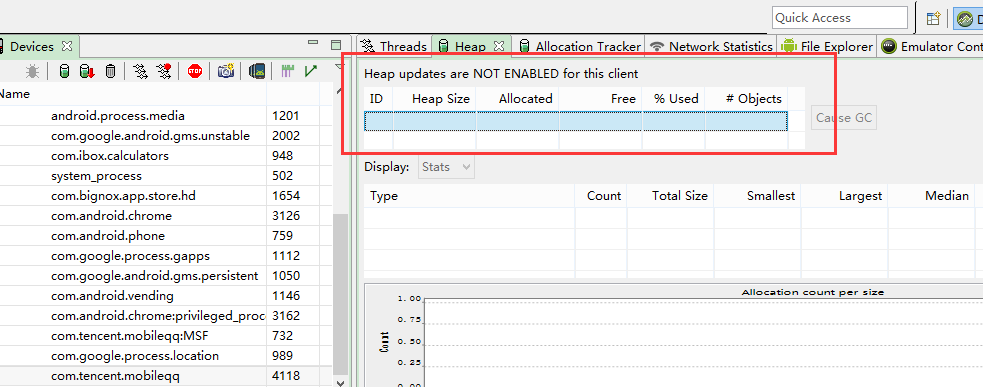 Quick Access
D
Devices
Threads Heap Allocation Tracker Network Statistics File Explorer Emulator Cont
Heap updates are NOT ENABLED for this client
ID Heap Size Allocated Free % Used # Objects
Cause GC
Display: Stats
Type Count Total Size Smallest Largest Median
Allocation count per size
1.00
0.75
0.50
0.25
0.00
Count
Name
android.process.media 1201
com.google.android.gms.unstable 2002
com.ibox.calculators 948
system_process 502
com.bignox.app.store.hd 1654
com.android.chrome 3126
com.android.phone 759
com.google.process.gapps 1112
com.google.android.gms.persistent 1050
com.android.vending 1146
com.android.chrome:privileged_proc 3162
com.tencent.mobileqq:MSF 732
com.google.process.location 989
com.tencent.mobileqq 4118